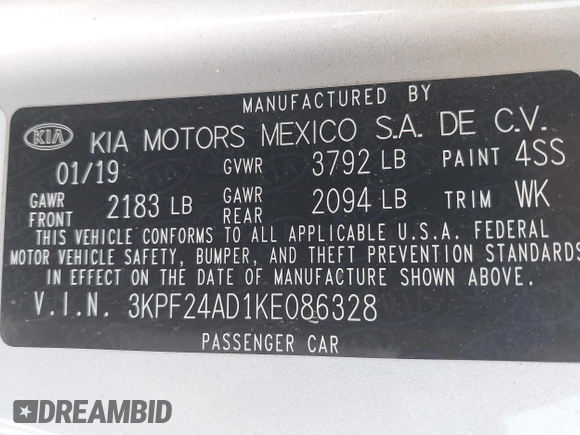 MANUFACTURED BY
KIA KIA MOTORS MEXICO S.A. DE C.V.
01/19 GVWR 3792 LB PAINT 4SS
GAWR FRONT 2183 LB GAWR REAR 2094 LB TRIM WK
THIS VEHICLE CONFORMS TO ALL APPLICABLE U.S.A. FEDERAL
MOTOR VEHICLE SAFETY, BUMPER, AND THEFT PREVENTION STANDARDS
IN EFFECT ON THE DATE OF MANUFACTURE SHOWN ABOVE.
V.I.N. 3KPF24AD1KE086328
PASSENGER CAR
DREAMBID